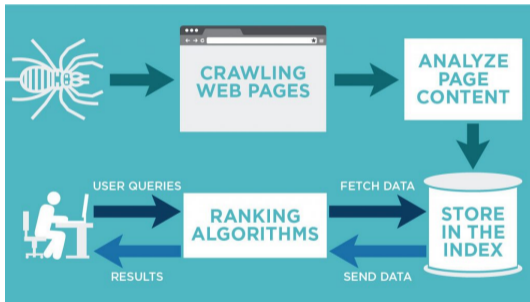 CRAWLING
WEB PAGES
ANALYZE
PAGE
CONTENT
USER QUERIES
FETCH DATA
RANKING
ALGORITHMS
STORE
IN THE
INDEX
RESULTS
SEND DATA